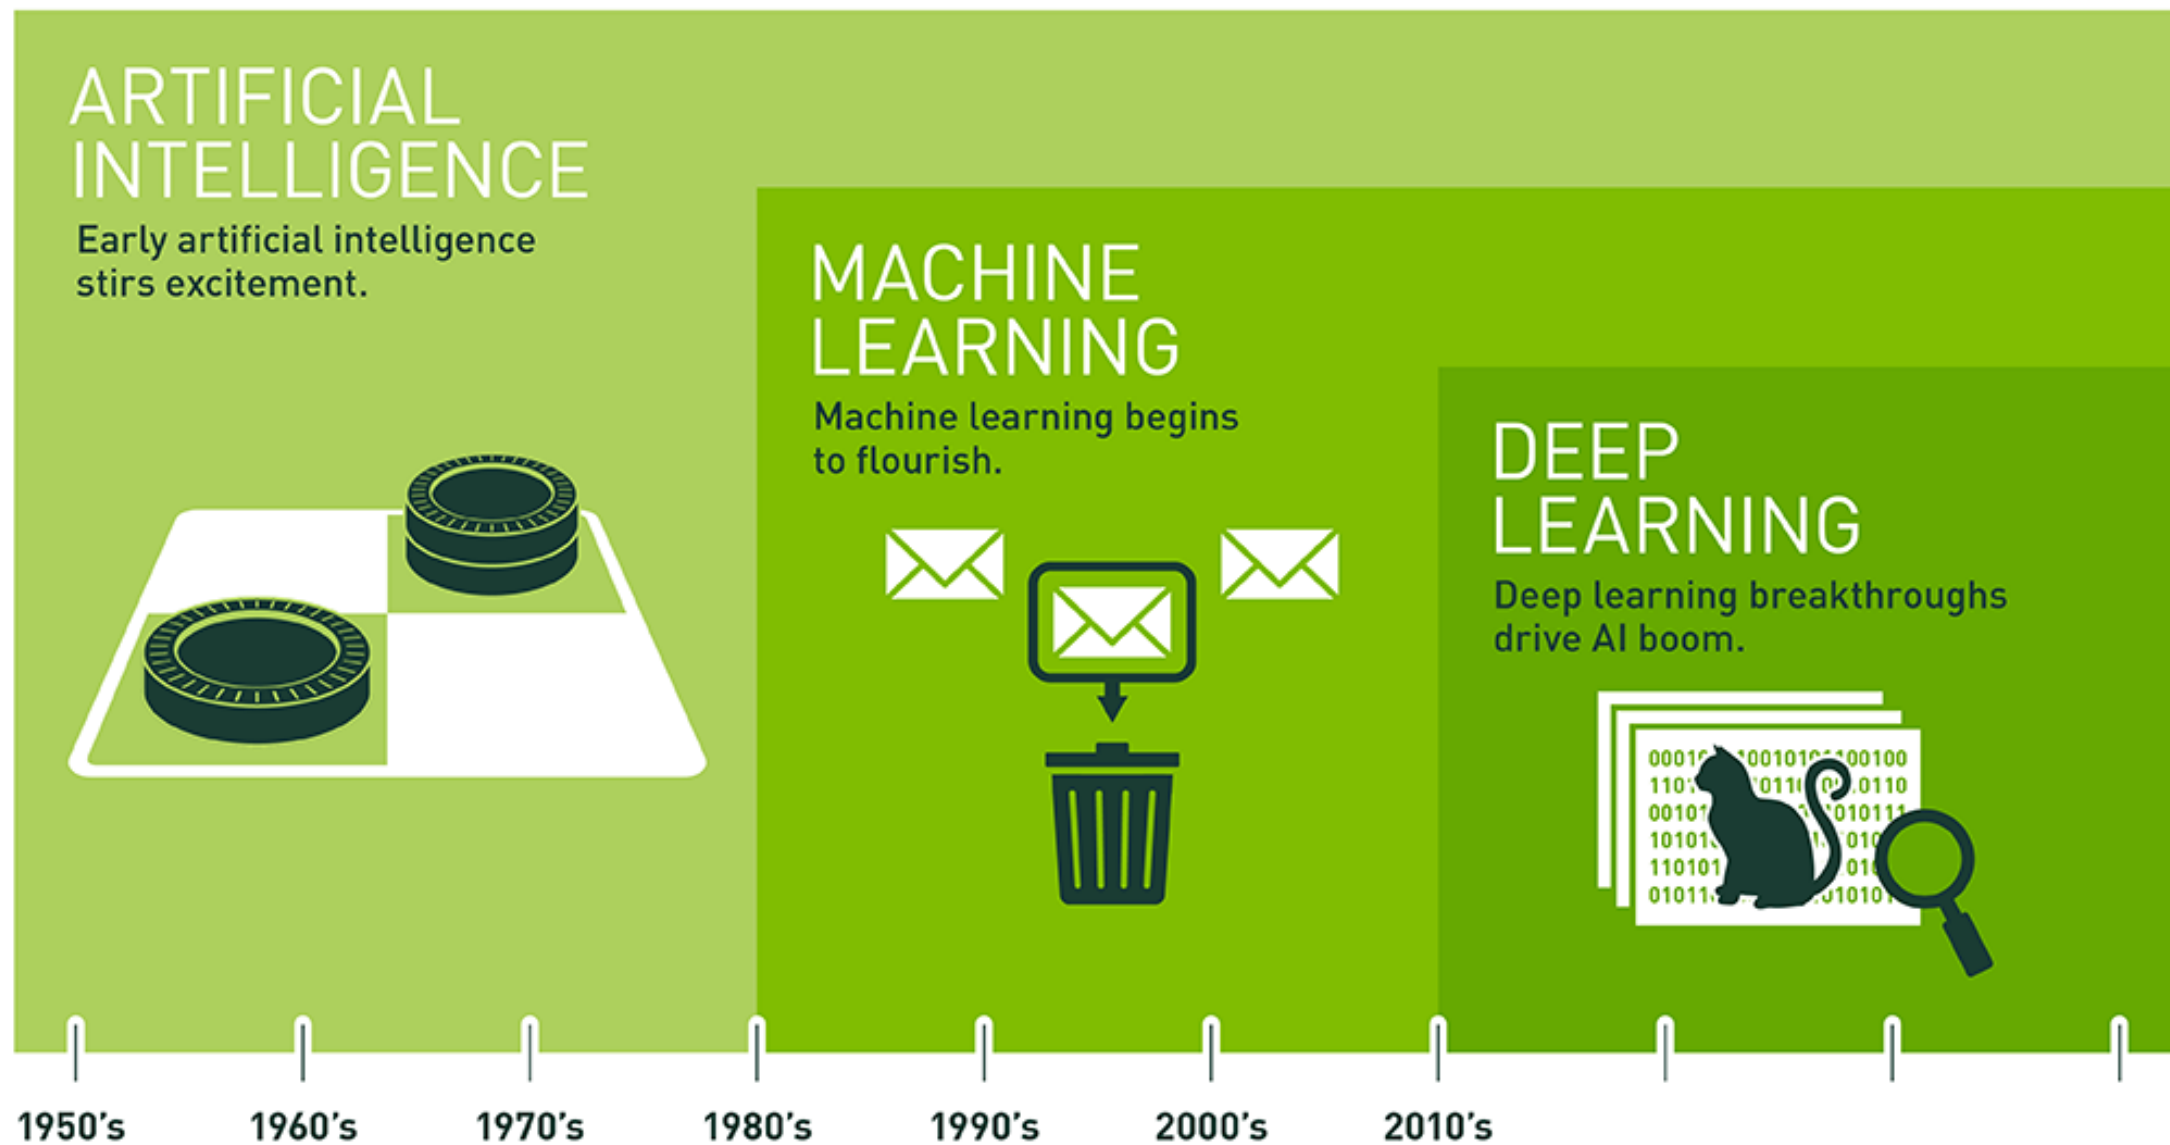 ARTIFICIAL
INTELLIGENCE
Early artificial intelligence
stirs excitement.
MACHINE
LEARNING
Machine learning begins
to flourish.
DEEP
LEARNING
Deep learning breakthroughs
drive AI boom.
1950's
1960's
1970's
1980's
1990's
2000's
2010's